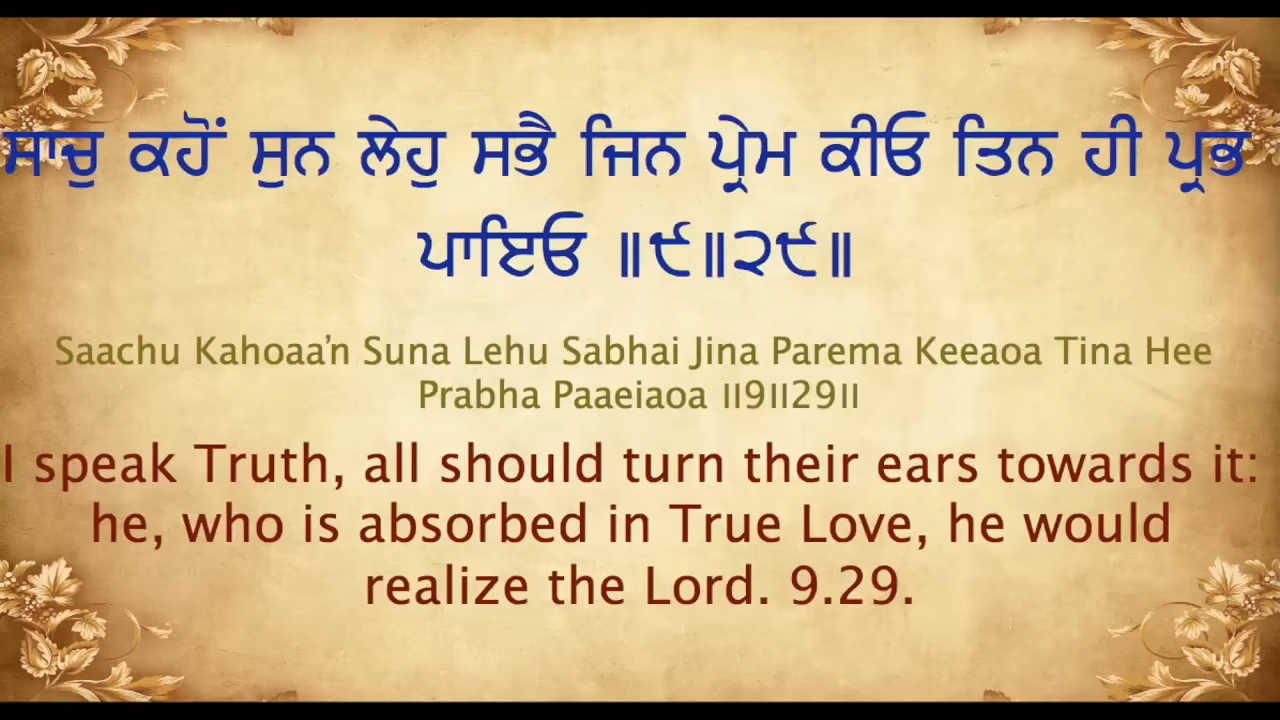 ਸਾਚੁ ਕਹੋਂ ਸੁਨ ਲੇਹੁ ਸਭੈ ਜਿਨ ਪ੍ਰੇਮ ਕੀਓ ਤਿਨ ਹੀ ਪ੍ਰਭ
ਪਾਇਓ ॥੯॥੨੯॥
Saachu Kahoaa’n Suna Lehu Sabhai Jina Parema Keeaoa Tina Hee
Prabha Paaeiaoa ॥9॥29॥
I speak Truth, all should turn their ears towards it:
he, who is absorbed in True Love, he would
realize the Lord. 9.29.